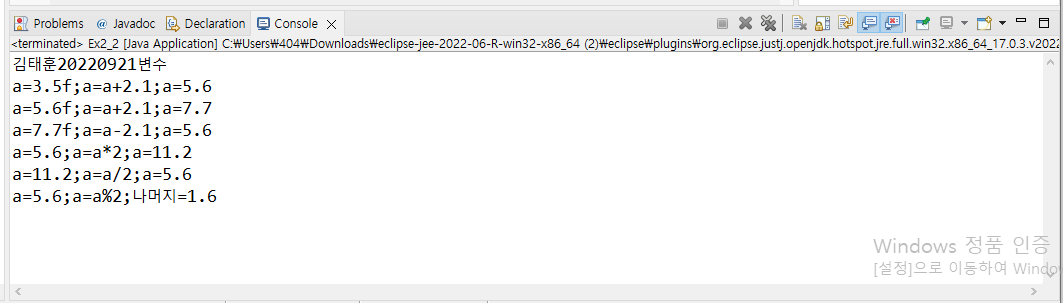 Problems Javadoc Declaration Console
<terminated> Ex2_2 [Java Application] C:₩Users₩404₩Downloads₩eclipse-jee-2022-06-R-win32-x86_64 (2)₩eclipse₩plugins₩org.eclipse.justj.openjdk.hotspot.jre.full.win32.x86_64_17.0.3.v2022
김태훈20220921변수
a=3.5f;a=a+2.1;a=5.6
a=5.6f;a=a+2.1;a=7.7
a=7.7f;a=a-2.1;a=5.6
a=5.6;a=a*2;a=11.2
a=11.2;a=a/2;a=5.6
a=5.6;a=a%2;나머지=1.6
Windows 정품 인증
[설정]으로 이동하여 Windo